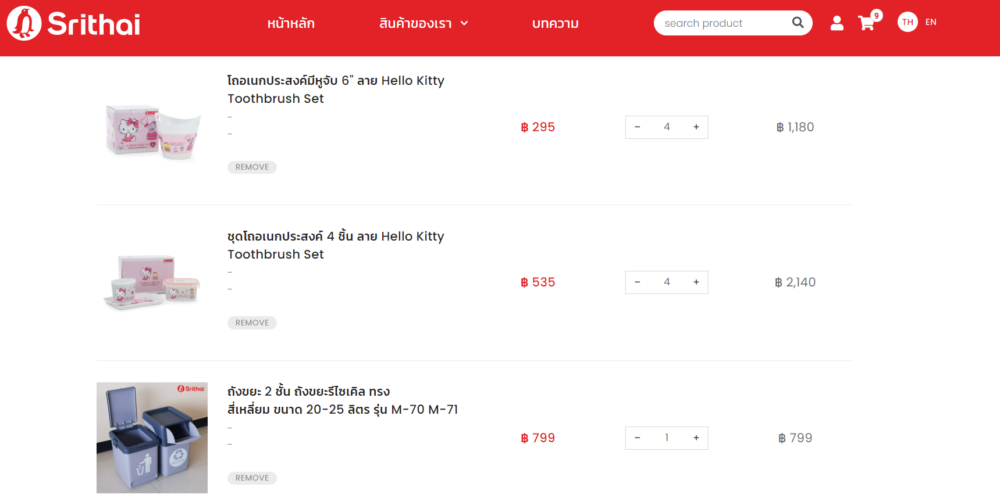 Srithai
หน้าหลัก
สินค้าของเรา
บทความ
search product
9
TH
EN
โถอเนกประสงค์มีหูจับ 6" ลาย Hello Kitty
Toothbrush Set
-
-
฿ 295
- 4 +
฿ 1,180
REMOVE
ชุดโถอเนกประสงค์ 4 ชิ้น ลาย Hello Kitty
Toothbrush Set
-
-
฿ 535
- 4 +
฿ 2,140
REMOVE
Srithai
ถังขยะ 2 ชั้น ถังขยะรีไซเคิล ทรง
สี่เหลี่ยม ขนาด 20-25 ลิตร รุ่น M-70 M-71
-
-
฿ 799
- 1 +
฿ 799
REMOVE